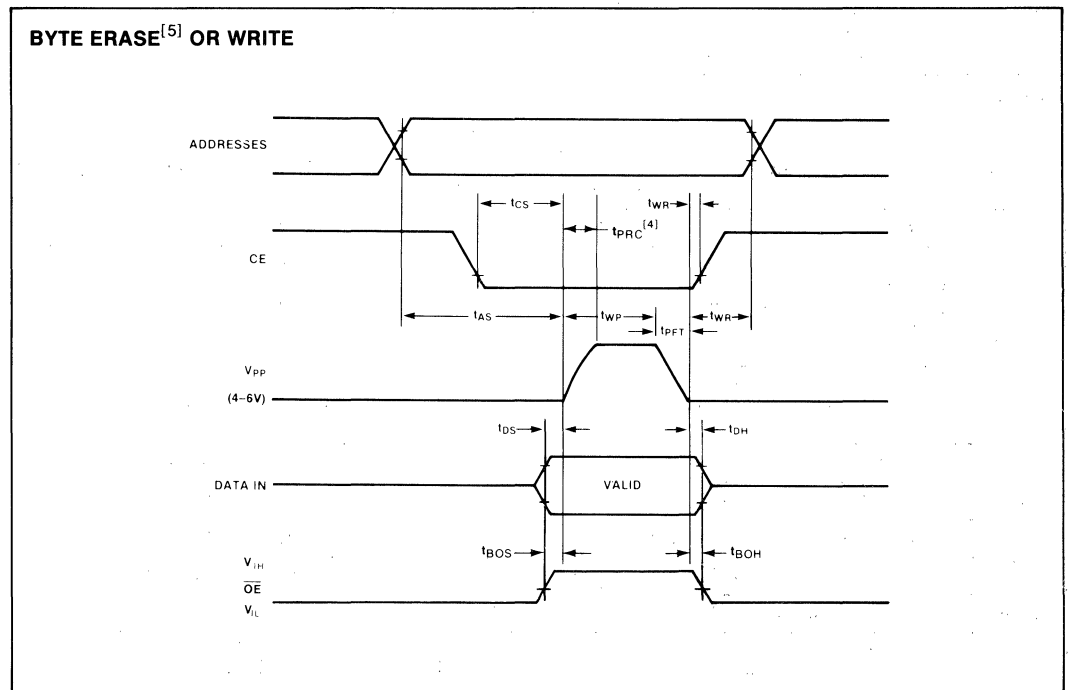 BYTE ERASE[5] OR WRITE
ADDRESSES
tCS
tWR
tPRC[4]
CE
tAS
tWP
tWR
tPFT
VPP
(4-6V)
tDS
tDH
DATA IN
VALID
tBOS
tBOH
VIH
OE
VIL